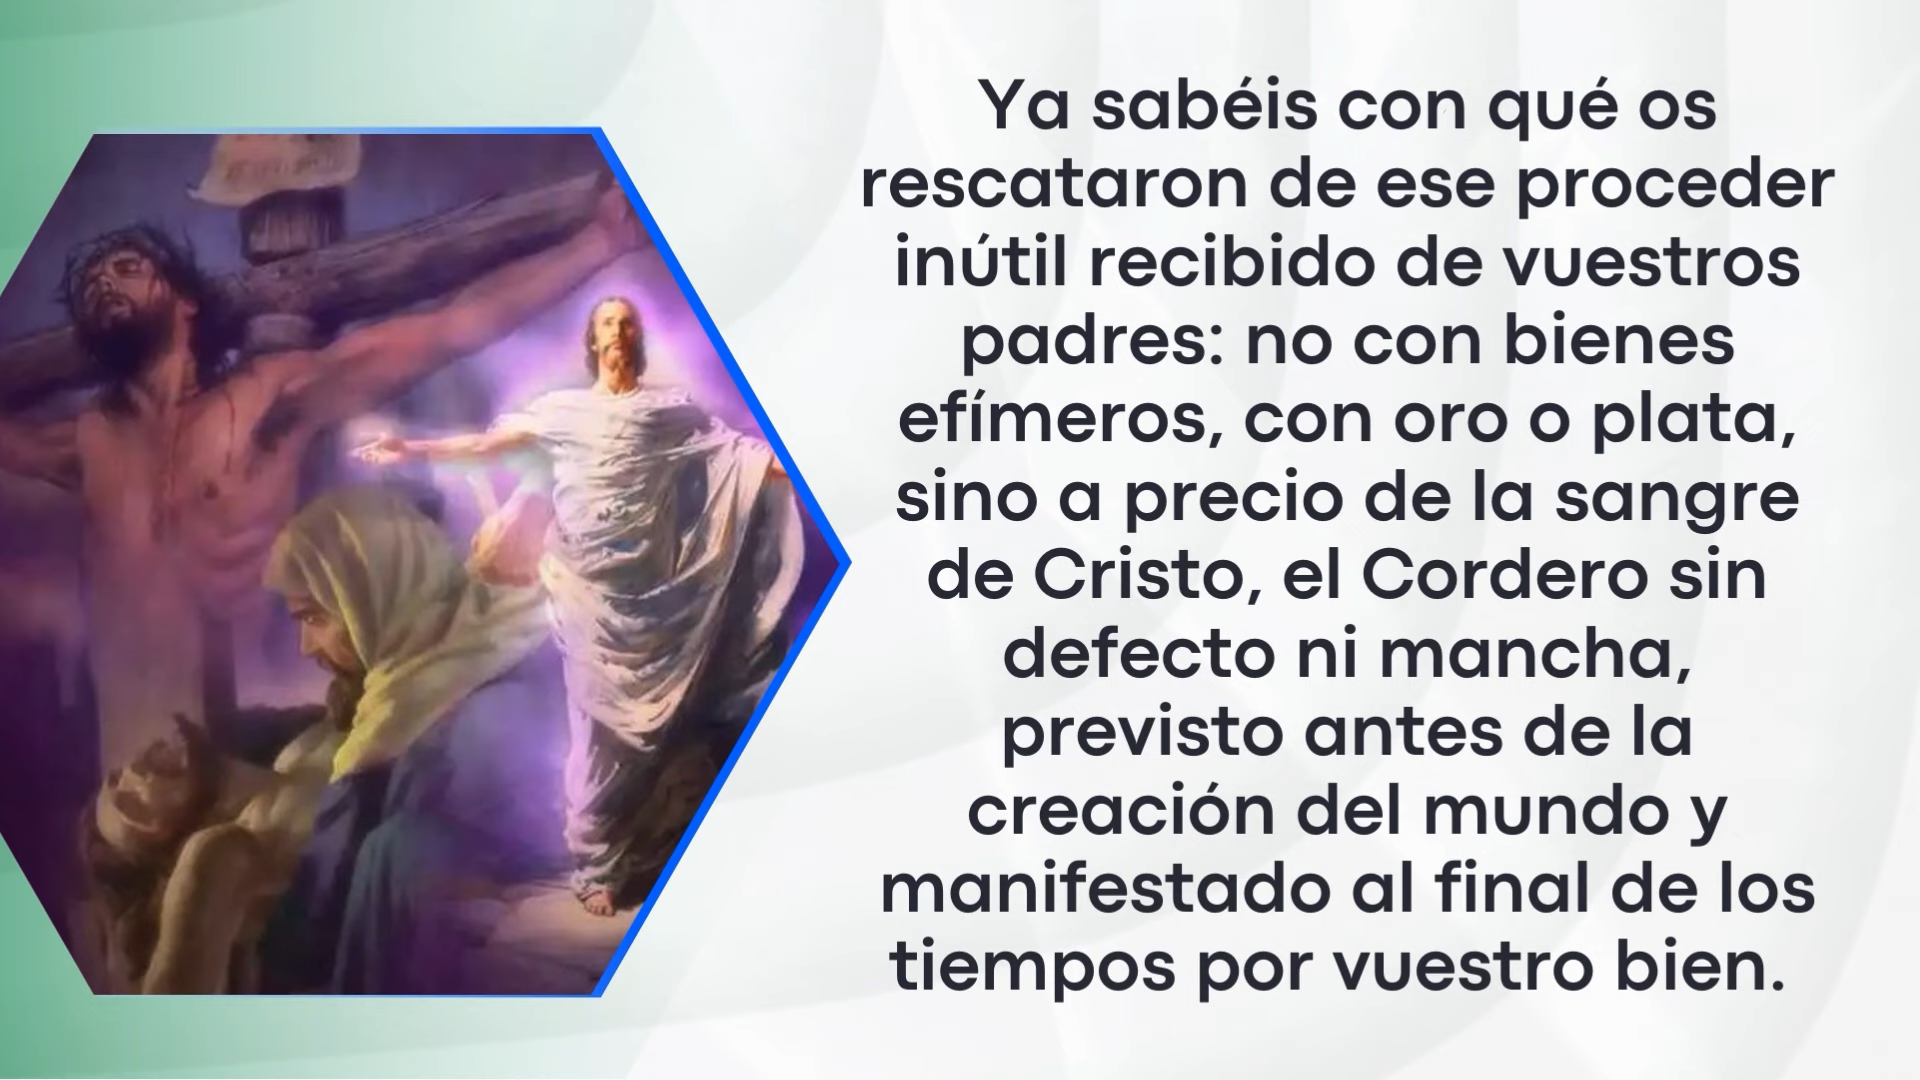 Ya sabéis con qué os
rescataron de ese proceder
inútil recibido de vuestros
padres: no con bienes
efímeros, con oro o plata,
sino a precio de la sangre
de Cristo, el Cordero sin
defecto ni mancha,
previsto antes de la
creación del mundo y
manifestado al final de los
tiempos por vuestro bien.